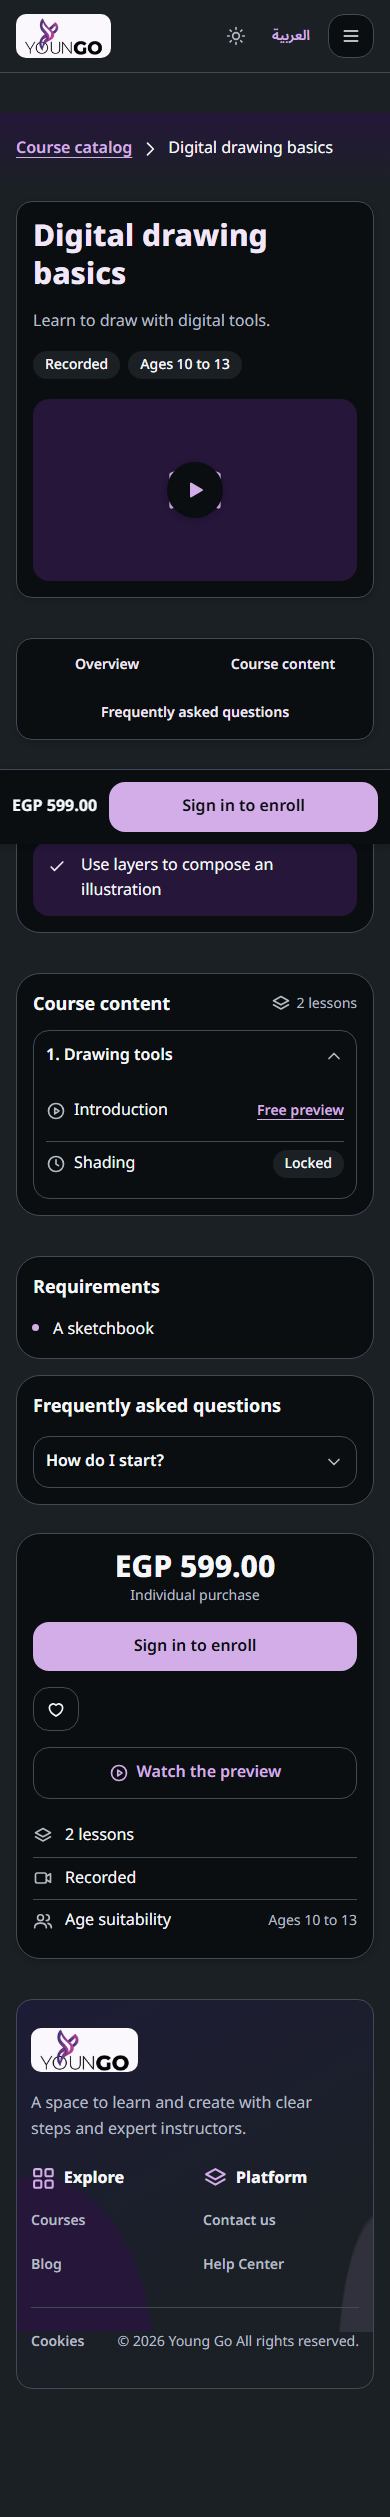 YOUNGO
العربية
Course catalog > Digital drawing basics
Digital drawing
basics
Learn to draw with digital tools.
Recorded
Ages 10 to 13
Overview
Course content
Frequently asked questions
EGP 599.00
Sign in to enroll
Use layers to compose an
illustration
Course content
2 lessons
1. Drawing tools
Introduction
Free preview
Shading
Locked
Requirements
A sketchbook
Frequently asked questions
How do I start?
EGP 599.00
Individual purchase
Sign in to enroll
Watch the preview
2 lessons
Recorded
Age suitability
Ages 10 to 13
YOUNGO
A space to learn and create with clear
steps and expert instructors.
Explore
Platform
Courses
Contact us
Blog
Help Center
Cookies
© 2026 Young Go All rights reserved.